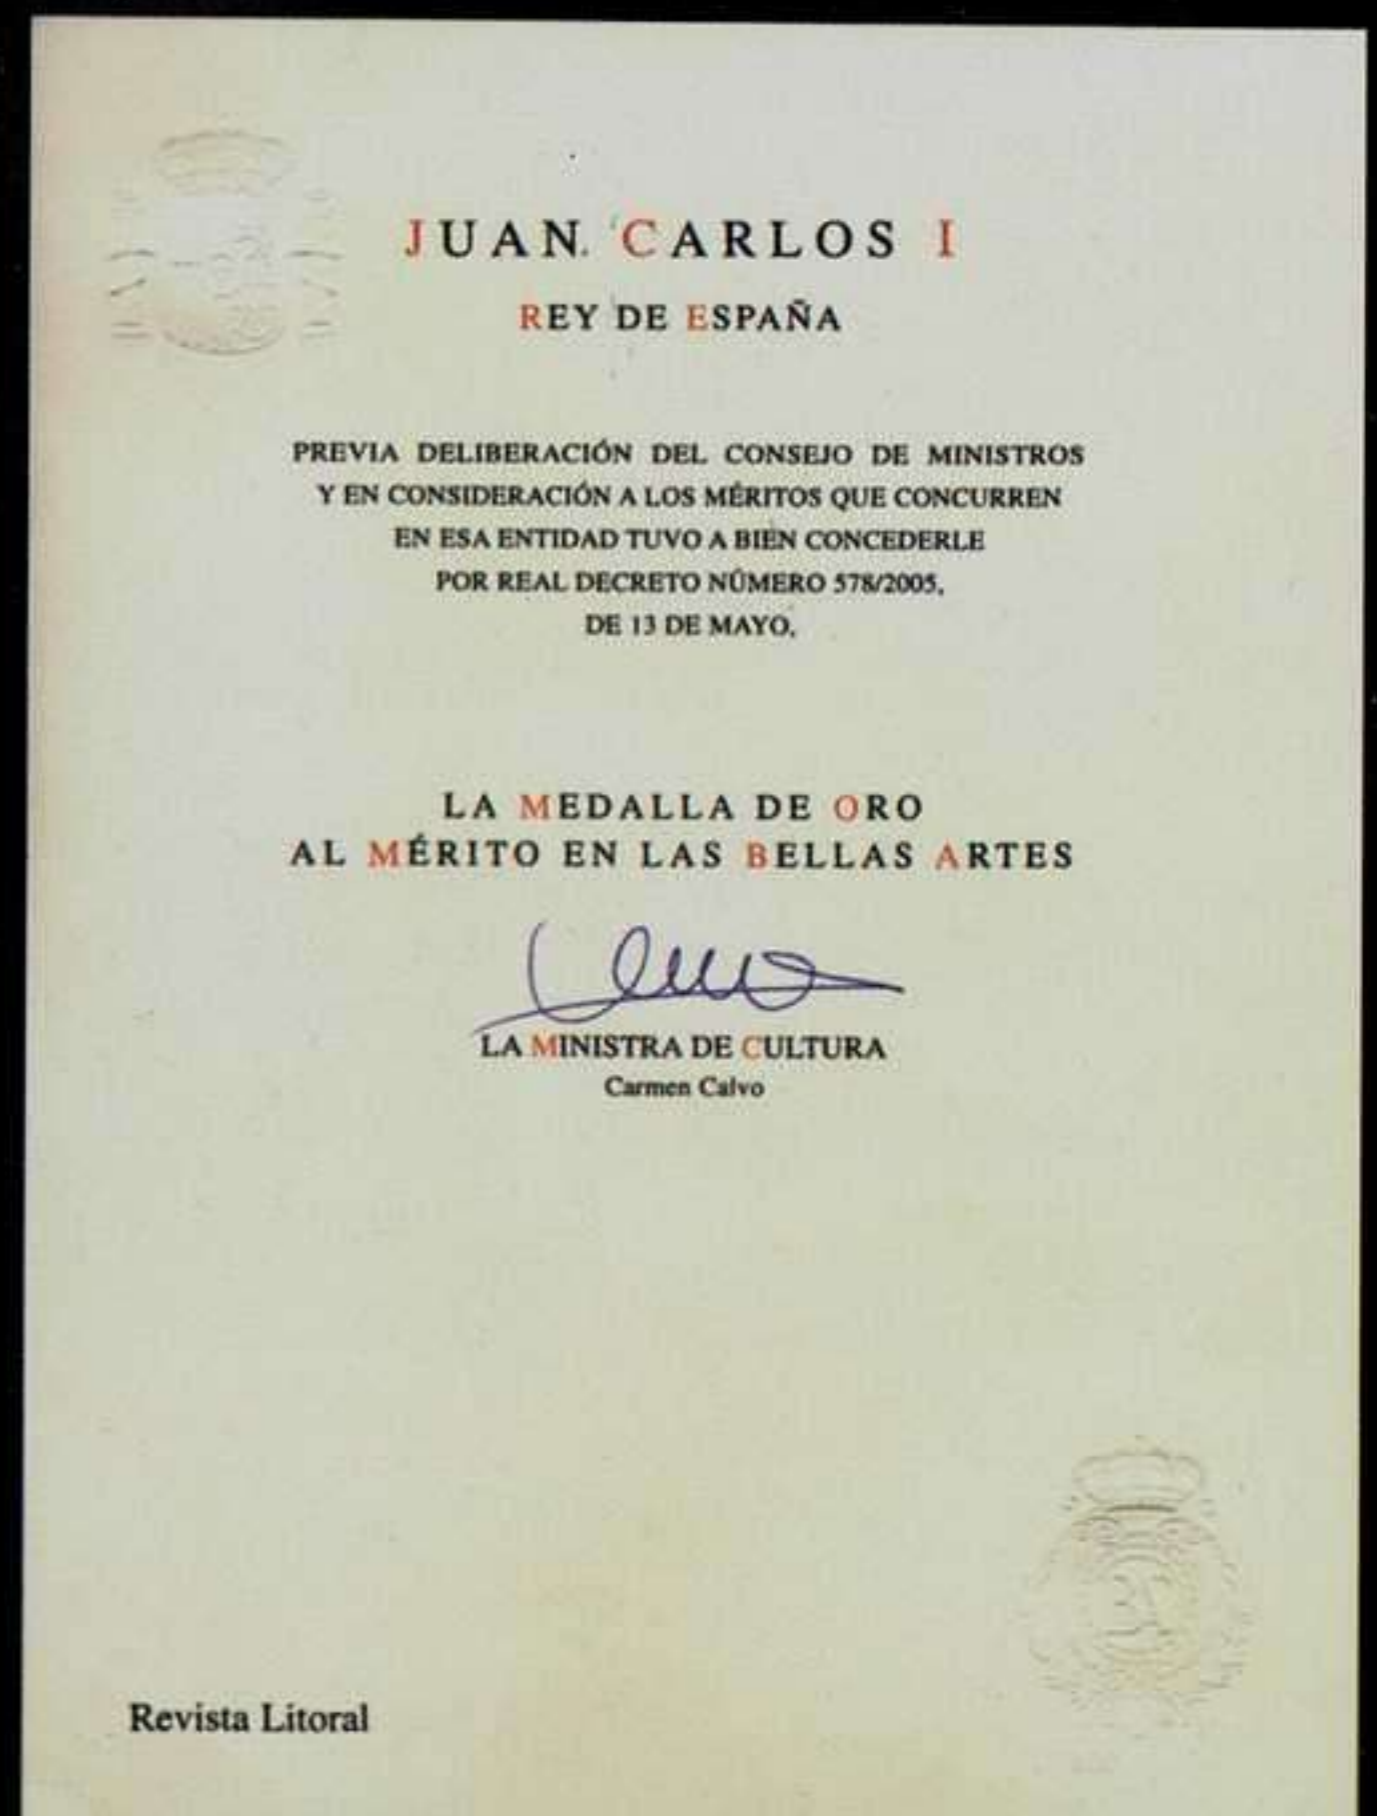 JUAN CARLOS I
REY DE ESPAÑA
PREVIA DELIBERACIÓN DEL CONSEJO DE MINISTROS
Y EN CONSIDERACIÓN A LOS MÉRITOS QUE CONCURREN
EN ESA ENTIDAD TUVO A BIEN CONCEDERLE
POR REAL DECRETO NÚMERO 578/2005,
DE 13 DE MAYO,
LA MEDALLA DE ORO
AL MÉRITO EN LAS BELLAS ARTES
LA MINISTRA DE CULTURA
Carmen Calvo
Revista Litoral